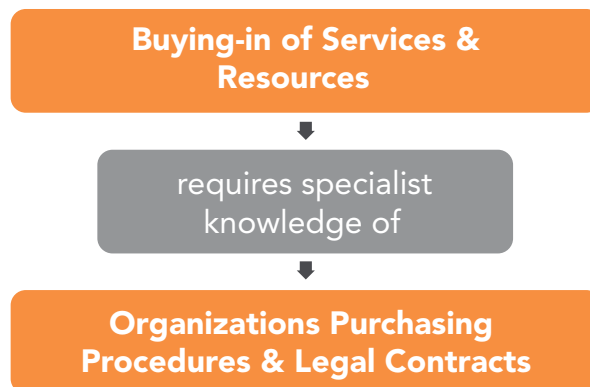 Buying-in of Services &
Resources
requires specialist
knowledge of
Organizations Purchasing
Procedures & Legal Contracts